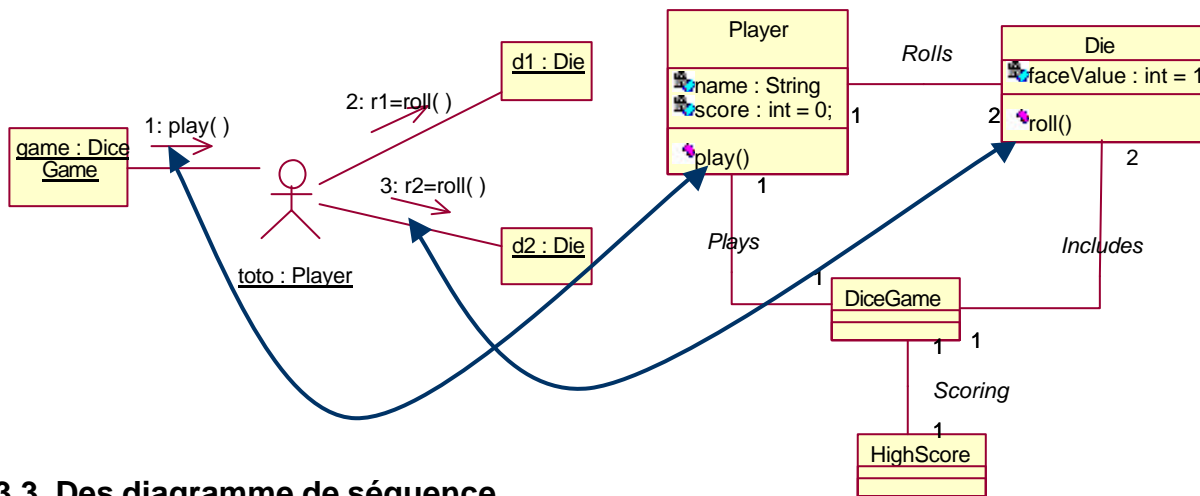 game : Dice
Game
1: play( )
2: r1=roll( )
d1 : Die
3: r2=roll( )
d2 : Die
toto : Player
Player
name : String
score : int = 0;
play()
Rolls
1
2
Die
faceValue : int = 1
roll()
1
Plays
1
2
Includes
1
DiceGame
1
Scoring
1
HighScore
3.3. Des diagramme de séquence